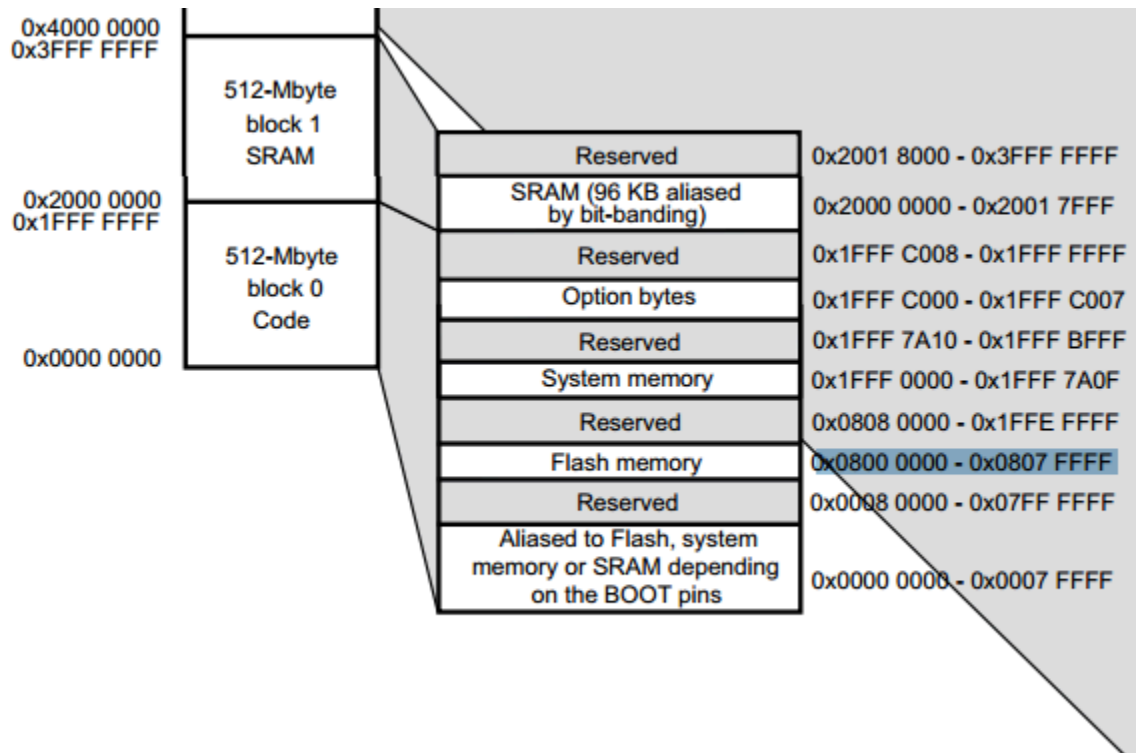 0x4000 0000
0x3FFF FFFF
512-Mbyte
block 1
SRAM
0x2000 0000
0x1FFF FFFF
512-Mbyte
block 0
Code
0x0000 0000
Reserved
0x2001 8000 - 0x3FFF FFFF
SRAM (96 KB aliased
by bit-banding)
0x2000 0000 - 0x2001 7FFF
Reserved
0x1FFF C008 - 0x1FFF FFFF
Option bytes
0x1FFF C000 - 0x1FFF C007
Reserved
0x1FFF 7A10 - 0x1FFF BFFF
System memory
0x1FFF 0000 - 0x1FFF 7A0F
Reserved
0x0808 0000 - 0x1FFE FFFF
Flash memory
0x0800 0000 - 0x0807 FFFF
Reserved
0x0008 0000 - 0x07FF FFFF
Aliased to Flash, system
memory or SRAM depending
on the BOOT pins
0x0000 0000 - 0x0007 FFFF